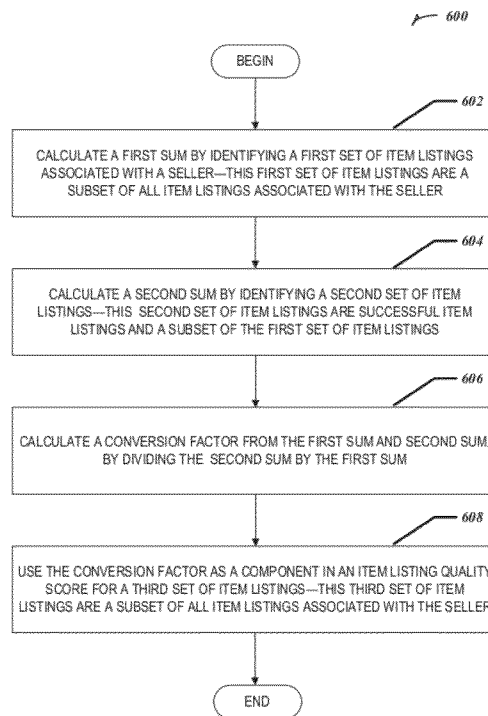 600
BEGIN
602
CALCULATE A FIRST SUM BY IDENTIFYING A FIRST SET OF ITEM LISTINGS
ASSOCIATED WITH A SELLER—THIS FIRST SET OF ITEM LISTINGS ARE A
SUBSET OF ALL ITEM LISTINGS ASSOCIATED WITH THE SELLER
604
CALCULATE A SECOND SUM BY IDENTIFYING A SECOND SET OF ITEM
LISTINGS—THIS SECOND SET OF ITEM LISTINGS ARE SUCCESSFUL ITEM
LISTINGS AND A SUBSET OF THE FIRST SET OF ITEM LISTINGS
606
CALCULATE A CONVERSION FACTOR FROM THE FIRST SUM AND SECOND SUM
BY DIVIDING THE SECOND SUM BY THE FIRST SUM
608
USE THE CONVERSION FACTOR AS A COMPONENT IN AN ITEM LISTING QUALITY
SCORE FOR A THIRD SET OF ITEM LISTINGS—THIS THIRD SET OF ITEM
LISTINGS ARE A SUBSET OF ALL ITEM LISTINGS ASSOCIATED WITH THE SELLER
END